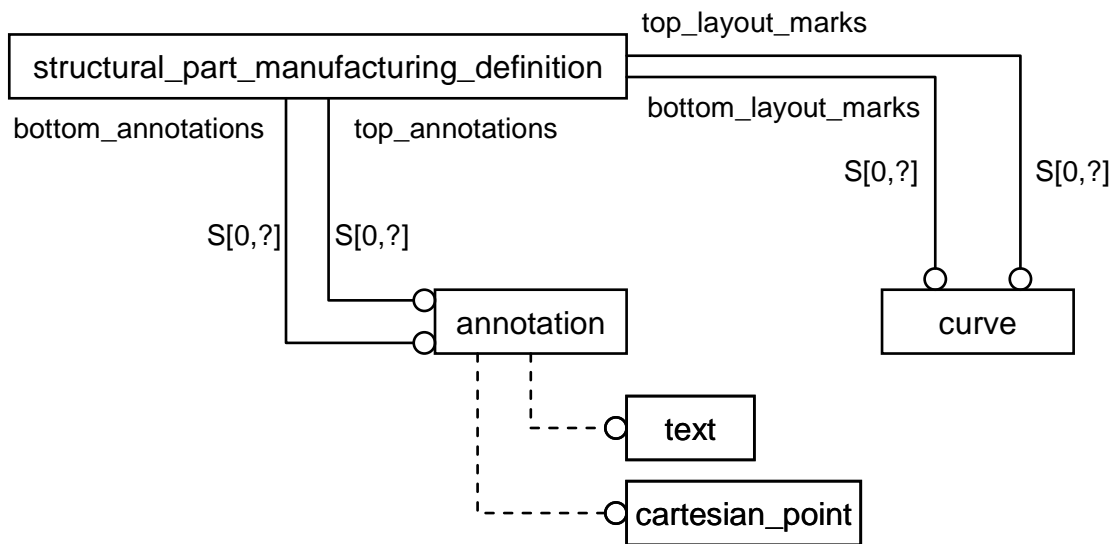 top_layout_marks
structural_part_manufacturing_definition
bottom_layout_marks
bottom_annotations
top_annotations
S[0,?]
S[0,?]
S[0,?]
S[0,?]
annotation
curve
text
cartesian_point